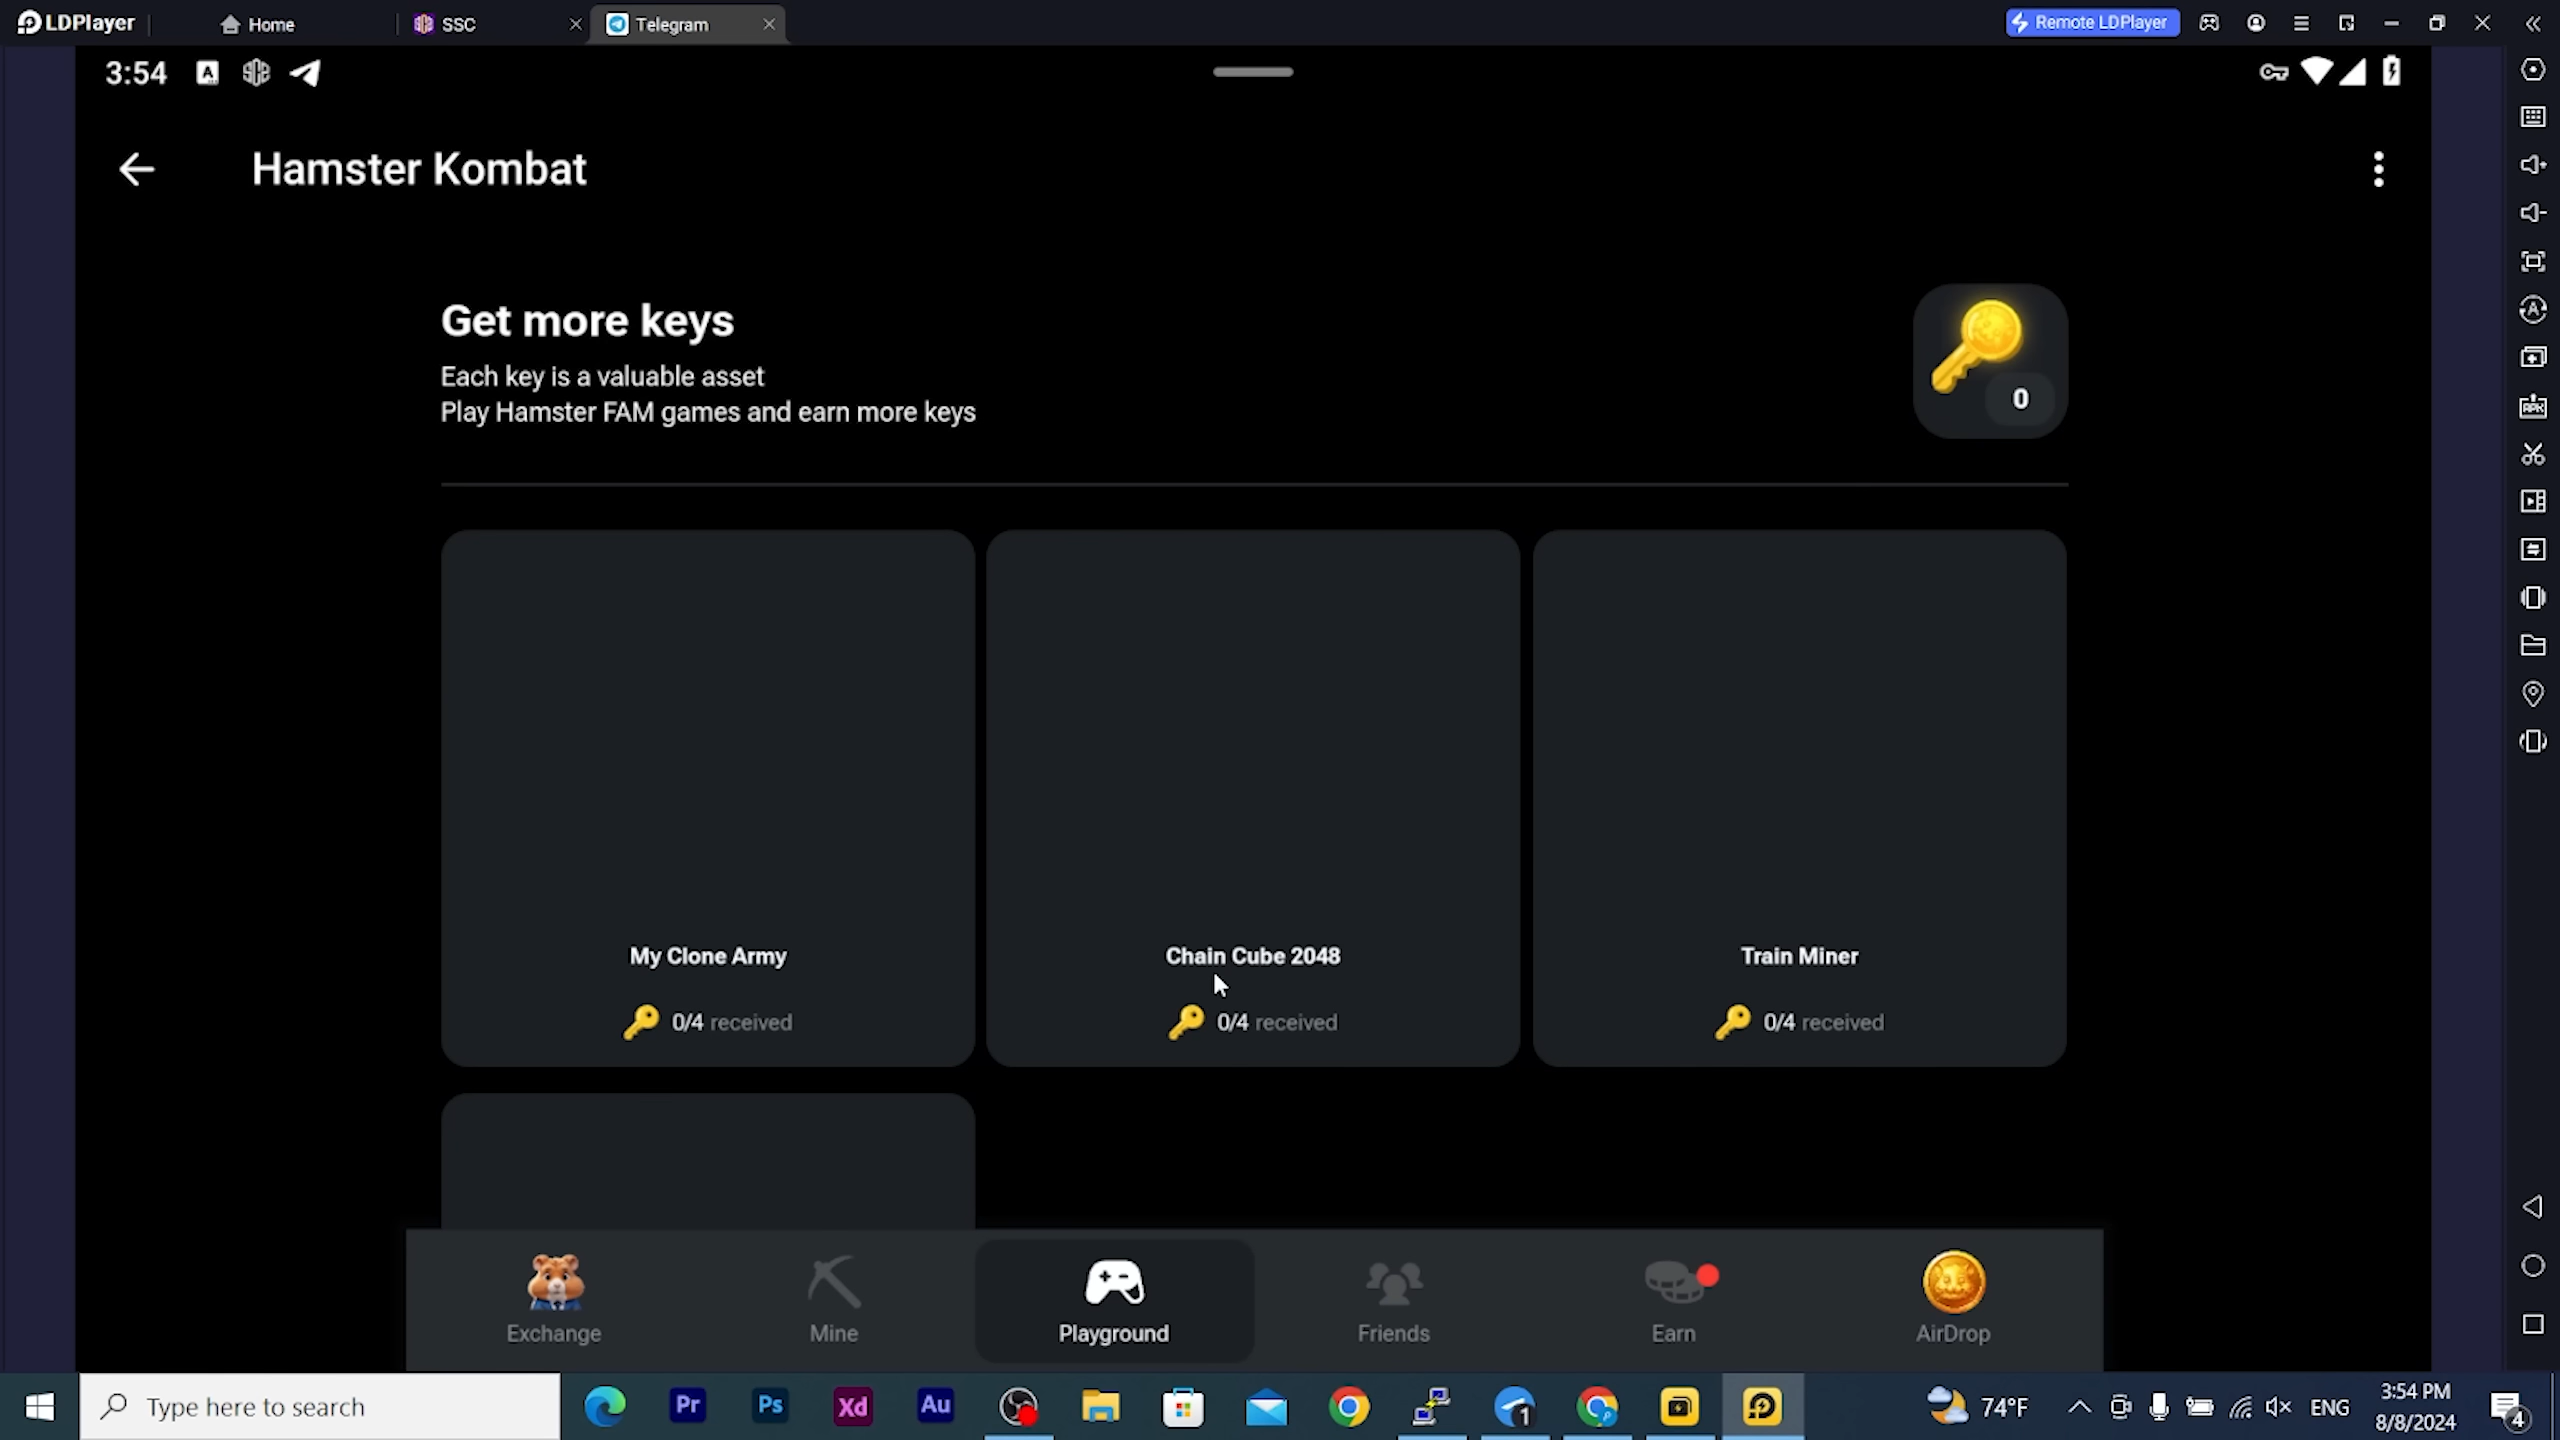 LDPlayer
Home
SSC
Telegram
Remote LDPlayer
3:54
A
Hamster Kombat
Get more keys
Each key is a valuable asset
Play Hamster FAM games and earn more keys
0
My Clone Army
0/4 received
Chain Cube 2048
0/4 received
Train Miner
0/4 received
Exchange
Mine
Playground
Friends
Earn
AirDrop
Type here to search
Pr
Ps
Xd
Au
1
74°F
ENG
3:54 PM
8/8/2024
4